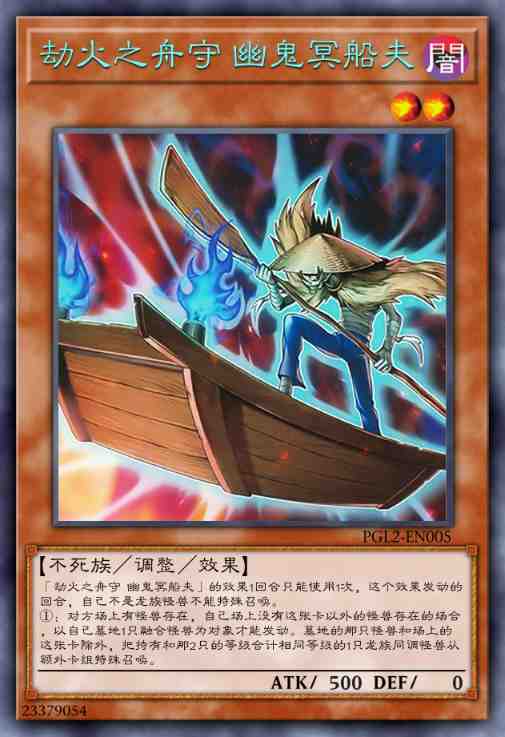 劫火之舟守 幽鬼冥船夫 闇
PGL2-EN005
【不死族／调整／效果】
「劫火之舟守 幽鬼冥船夫」的效果1回合只能使用1次，这个效果发动的
回合，自己不是龙族怪兽不能特殊召唤。
①：对方场上有怪兽存在，自己场上没有这张卡以外的怪兽存在的场合
，以自己墓地1只融合怪兽为对象才能发动。墓地的那只怪兽和场上的
这张卡除外，把持有和那2只的等级合计相同等级的1只龙族同调怪兽从
额外卡组特殊召唤。
ATK/ 500 DEF/ 0
23379054